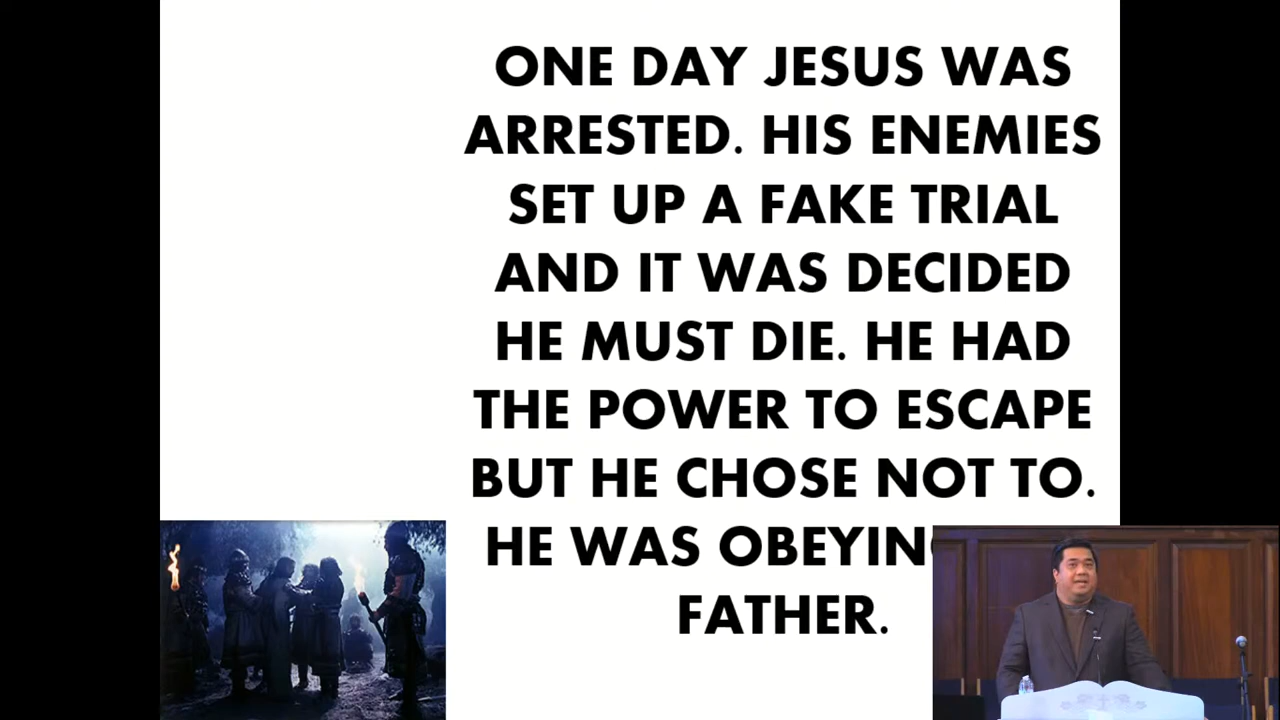 ONE DAY JESUS WAS
ARRESTED. HIS ENEMIES
SET UP A FAKE TRIAL
AND IT WAS DECIDED
HE MUST DIE. HE HAD
THE POWER TO ESCAPE
BUT HE CHOSE NOT TO.
HE WAS
FATHER.